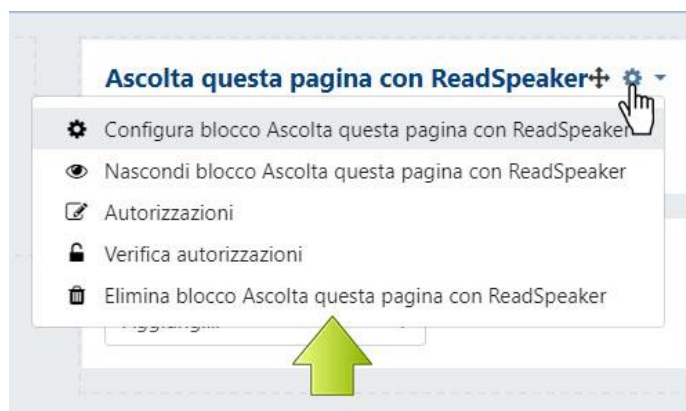 Ascolta questa pagina con ReadSpeaker
Configura blocco Ascolta questa pagina con ReadSpeaker
Nascondi blocco Ascolta questa pagina con ReadSpeaker
Autorizzazioni
Verifica autorizzazioni
Elimina blocco Ascolta questa pagina con ReadSpeaker